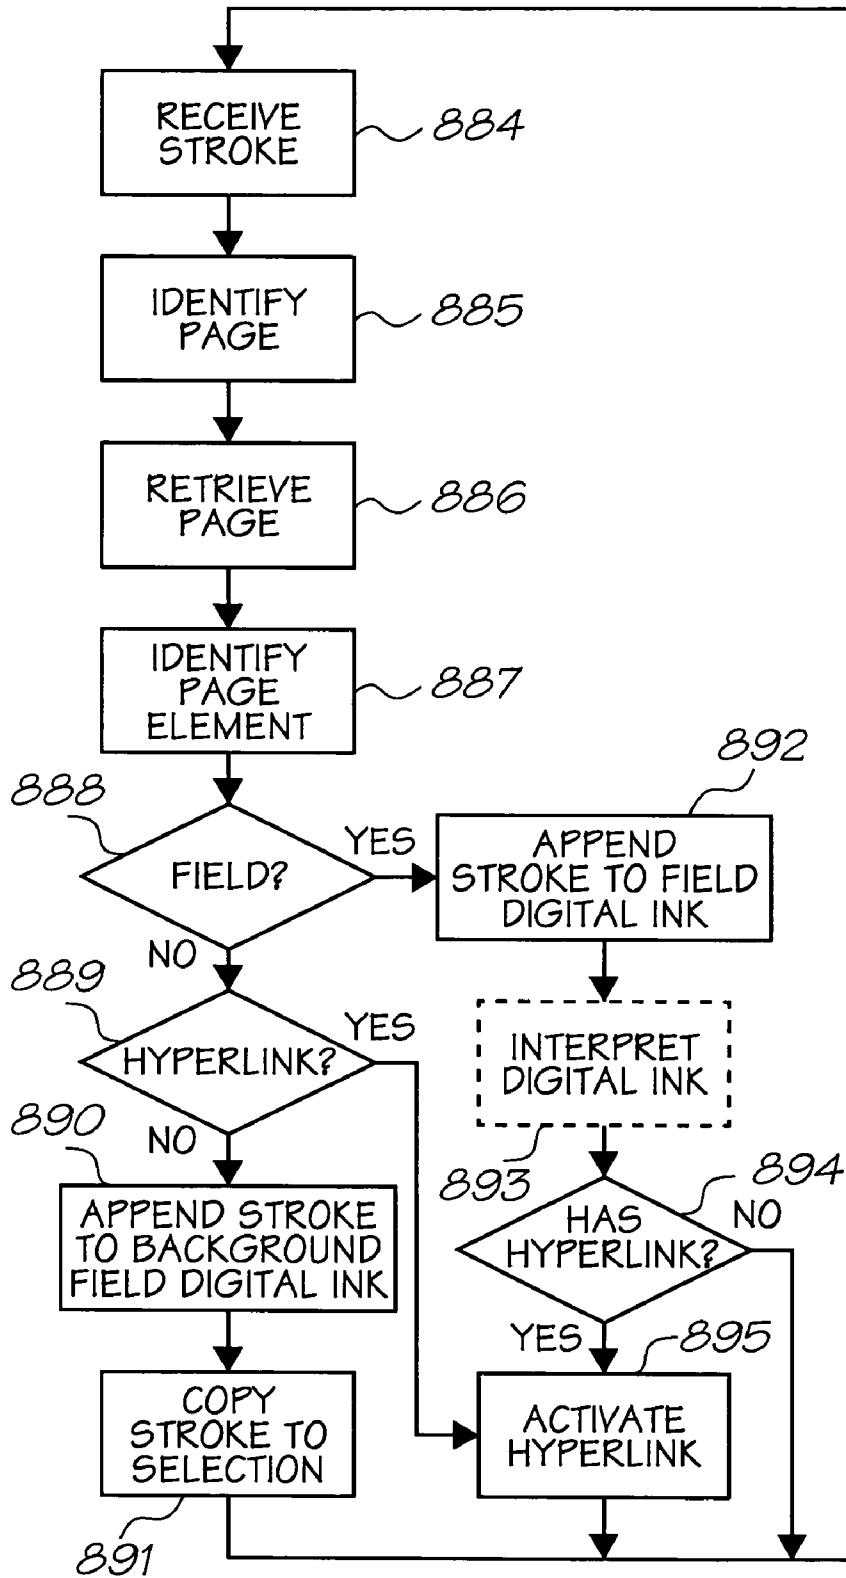 RECEIVE
STROKE
884
IDENTIFY
PAGE
885
RETRIEVE
PAGE
886
IDENTIFY
PAGE
ELEMENT
887
888
FIELD?
YES
NO
892
APPEND
STROKE TO FIELD
DIGITAL INK
889
HYPERLINK?
YES
NO
INTERPRET
DIGITAL INK
893
890
APPEND STROKE
TO BACKGROUND
FIELD DIGITAL INK
894
HAS
HYPERLINK?
NO
YES
895
COPY
STROKE TO
SELECTION
891
ACTIVATE
HYPERLINK